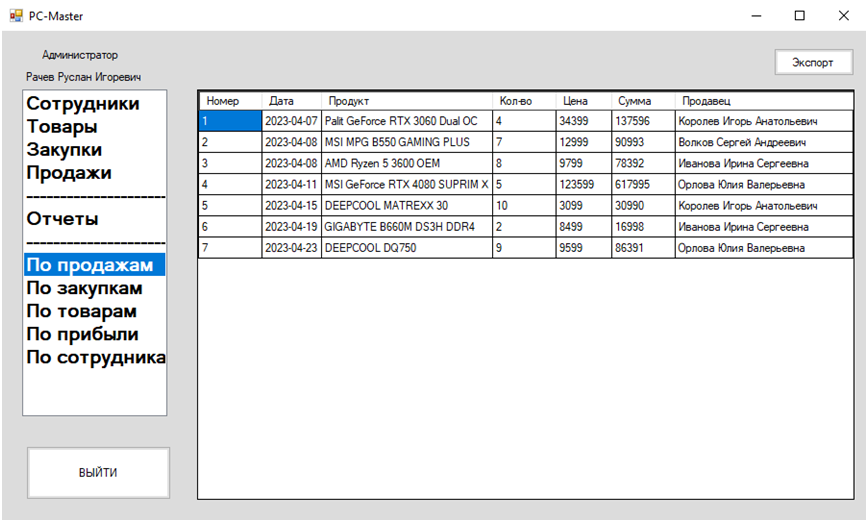 PC-Master
Администратор
Рачев Руслан Игоревич
Экспорт
Сотрудники
Товары
Закупки
Продажи
----------------------
Отчеты
----------------------
По продажам
По закупкам
По товарам
По прибыли
По сотрудника
ВЫЙТИ
Номер Дата Продукт Кол-во Цена Сумма Продавец
1 2023-04-07 Palit GeForce RTX 3060 Dual OC 4 34399 137596 Королев Игорь Анатольевич
2 2023-04-08 MSI MPG B550 GAMING PLUS 7 12999 90993 Волков Сергей Андреевич
3 2023-04-08 AMD Ryzen 5 3600 OEM 8 9799 78392 Иванова Ирина Сергеевна
4 2023-04-11 MSI GeForce RTX 4080 SUPRIM X 5 123599 617995 Орлова Юлия Валерьевна
5 2023-04-15 DEEPCOOL MATREXX 30 10 3099 30990 Королев Игорь Анатольевич
6 2023-04-19 GIGABYTE B660M DS3H DDR4 2 8499 16998 Иванова Ирина Сергеевна
7 2023-04-23 DEEPCOOL DQ750 9 9599 86391 Орлова Юлия Валерьевна